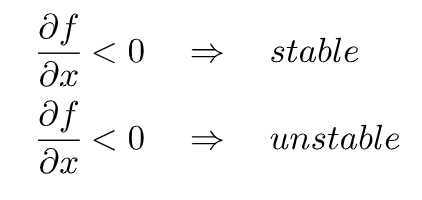 ∂f/∂x < 0 ⇒ stable
∂f/∂x < 0 ⇒ unstable